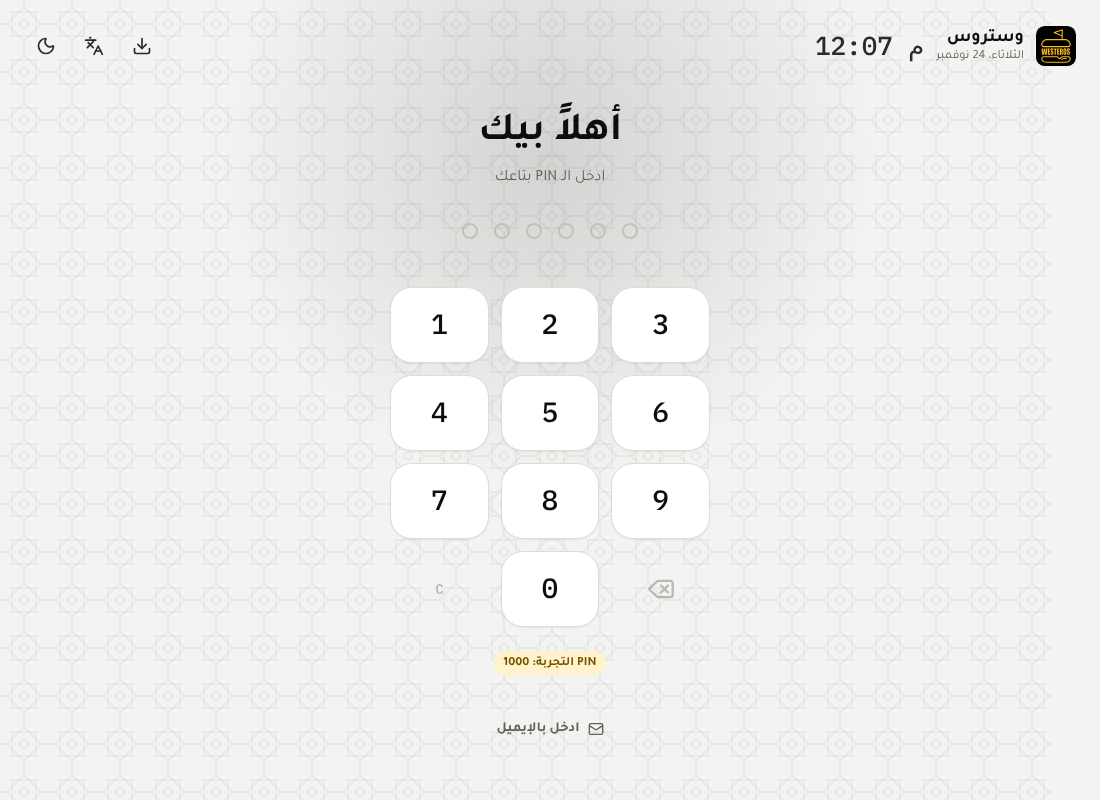 وستروس
الثلاثاء، 24 نوفمبر
WESTEROS
12:07 م
أهلاً بيك
ادخل الـ PIN بتاعك
1 2 3
4 5 6
7 8 9
C 0
PIN التجربة: 1000
ادخل بالإيميل